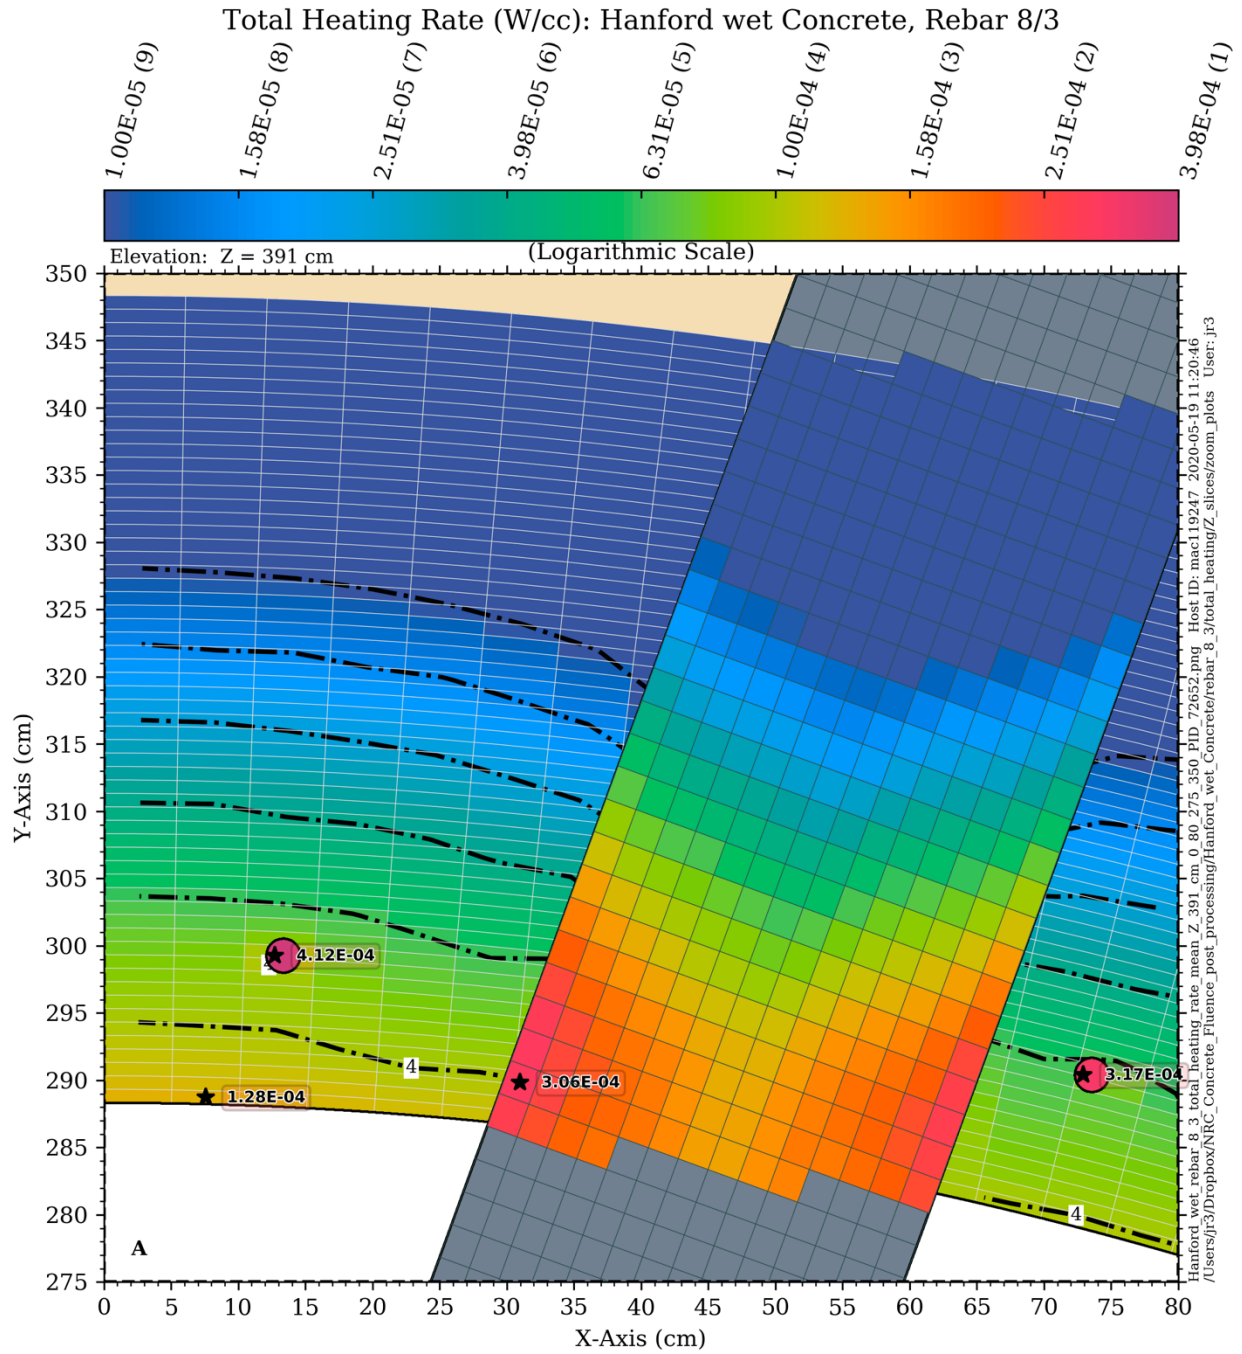 Total Heating Rate (W/cc): Hanford wet Concrete, Rebar 8/3
1.00E-05 (9)
1.58E-05 (8)
2.51E-05 (7)
3.98E-05 (6)
6.31E-05 (5)
1.00E-04 (4)
1.58E-04 (3)
2.51E-04 (2)
3.98E-04 (1)
Elevation: Z = 391 cm
(Logarithmic Scale)
350
345
340
335
330
325
320
315
310
305
300
295
290
285
280
275
Y-Axis (cm)
4.12E-04
4
1.28E-04
3.06E-04
3.17E-04
4
A
0 5 10 15 20 25 30 35 40 45 50 55 60 65 70 75 80
X-Axis (cm)
Hanford_wet_rebar_8_3_total_heating_rate_mean_Z_391_cm_0_80_275_350_PID_72652.png Host ID: mac119247 2020-05-19 11:20:46
/Users/jr3/Dropbox/NRC_Concrete_Fluence_post_processing/Hanford_wet_Concrete/rebar_8_3/total_heating/Z_slices/zoom_plots User: jr3